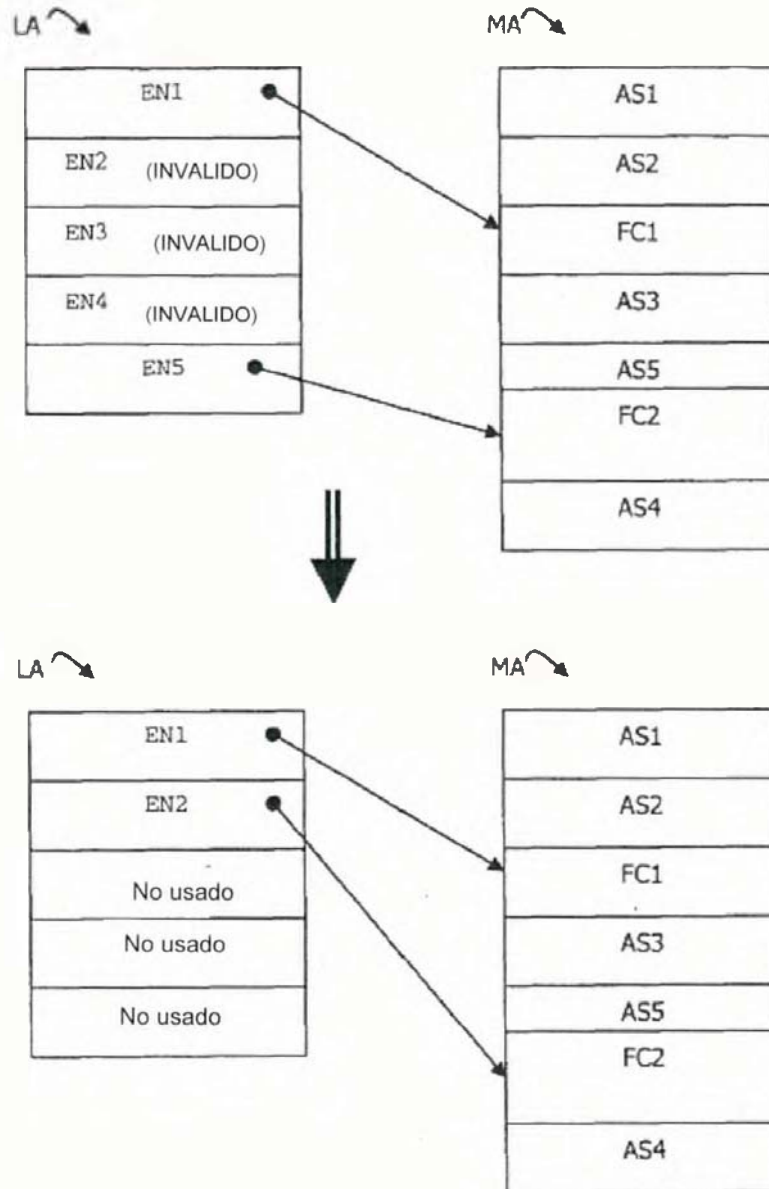 LA
MA
EN1
EN2 (INVALIDO)
EN3 (INVALIDO)
EN4 (INVALIDO)
EN5
AS1
AS2
FC1
AS3
AS5
FC2
AS4
LA
MA
EN1
EN2
No usado
No usado
No usado
AS1
AS2
FC1
AS3
AS5
FC2
AS4